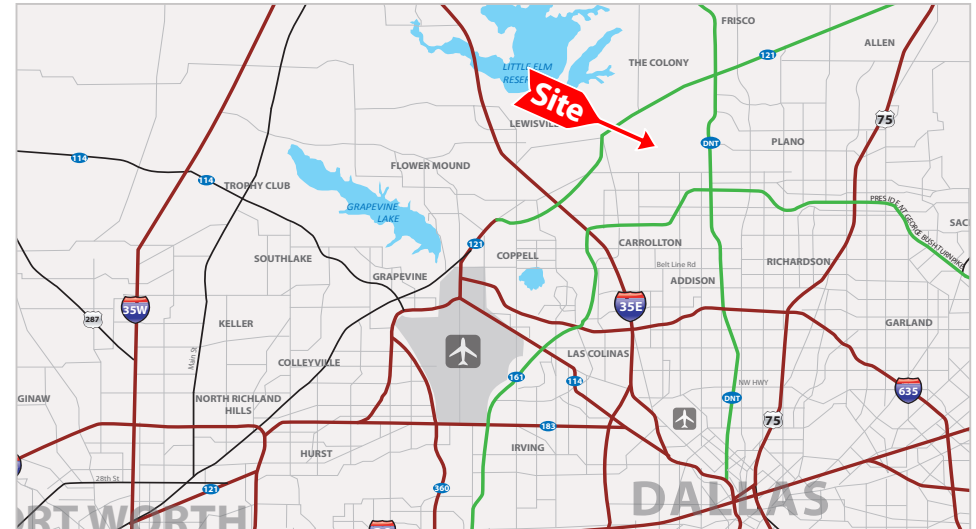 FRISCO
ALLEN
121
LITTLE ELM
THE COLONY
Site
LEWISVILLE
75
DNT
PLANO
114
FLOWER MOUND
114
TROPHY CLUB
GRAPEVINE
LAKE
PRESIDENT GEORGE BUSH TURNPIKE
SAC
121
CARROLLTON
COPPELL
SOUTHLAKE
Belt Line Rd
RICHARDSON
GRAPEVINE
ADDISON
35W
35E
287
KELLER
GARLAND
Main St
LAS COLINAS
COLLEYVILLE
161
114
NW HWY
635
GINAW
NORTH RICHLAND
HILLS
DNT
75
183
HURST
IRVING
28th St
121
360
DALLAS
ORT WORTH